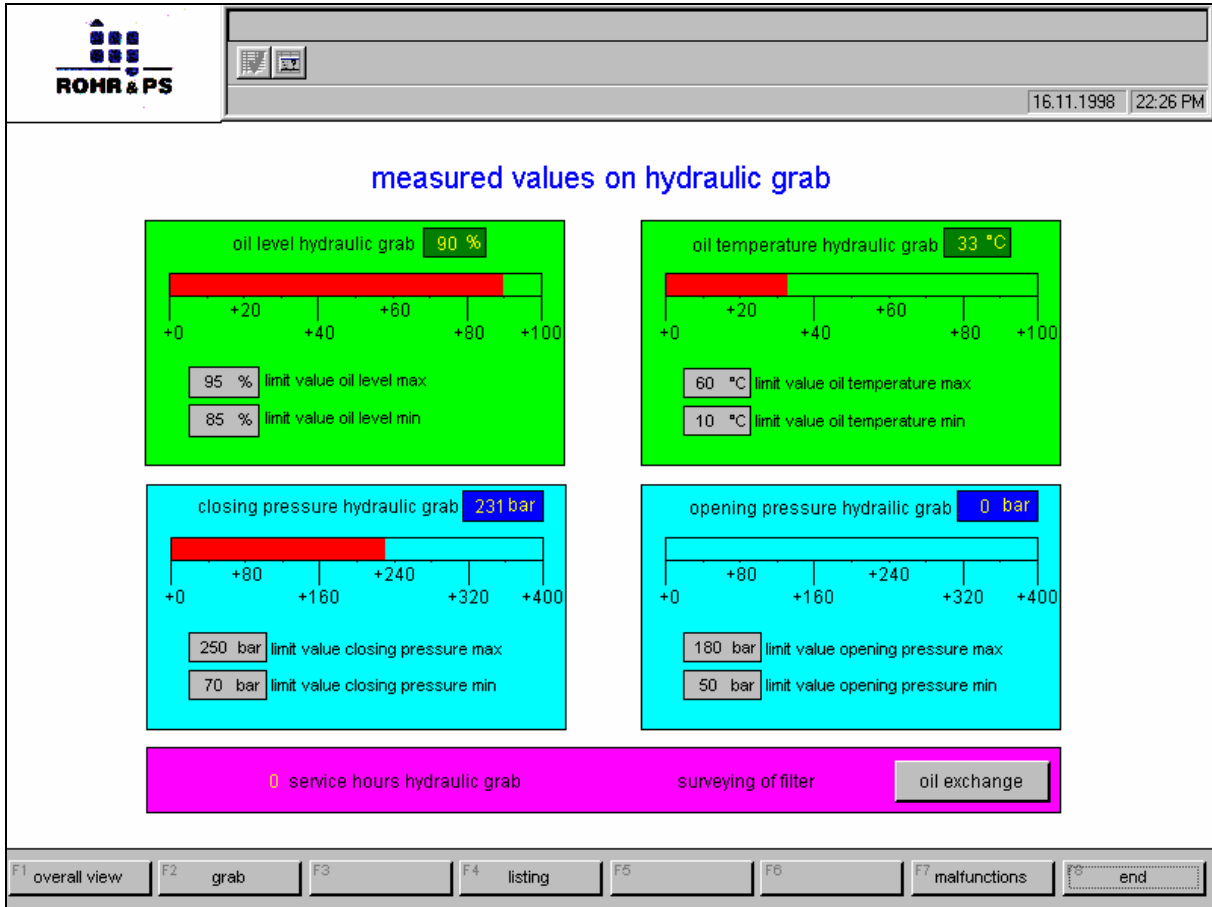 ROHR & PS
16.11.1998 22:26 PM
measured values on hydraulic grab
oil level hydraulic grab 90 %
+20 +60
+0 +40 +80 +100
95 % limit value oil level max
85 % limit value oil level min
oil temperature hydraulic grab 33 °C
+20 +60
+0 +40 +80 +100
60 °C limit value oil temperature max
10 °C limit value oil temperature min
closing pressure hydraulic grab 231 bar
+80 +240
+0 +160 +320 +400
250 bar limit value closing pressure max
70 bar limit value closing pressure min
opening pressure hydrailic grab 0 bar
+80 +240
+0 +160 +320 +400
180 bar limit value opening pressure max
50 bar limit value opening pressure min
0 service hours hydraulic grab surveying of filter oil exchange
F1 overall view F2 grab F3 F4 listing F5 F6 F7 malfunctions F8 end